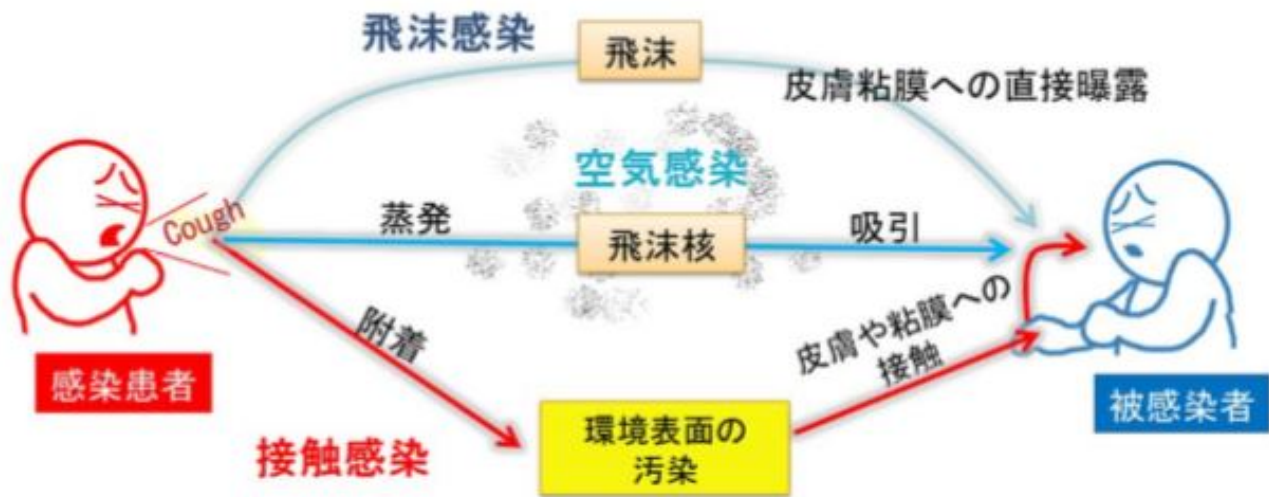 飛沫感染
飛沫
皮膚粘膜への直接曝露
空気感染
Cough
蒸発
飛沫核
吸引
附着
皮膚や粘膜への
接触
感染患者
被感染者
接触感染
環境表面の
汚染